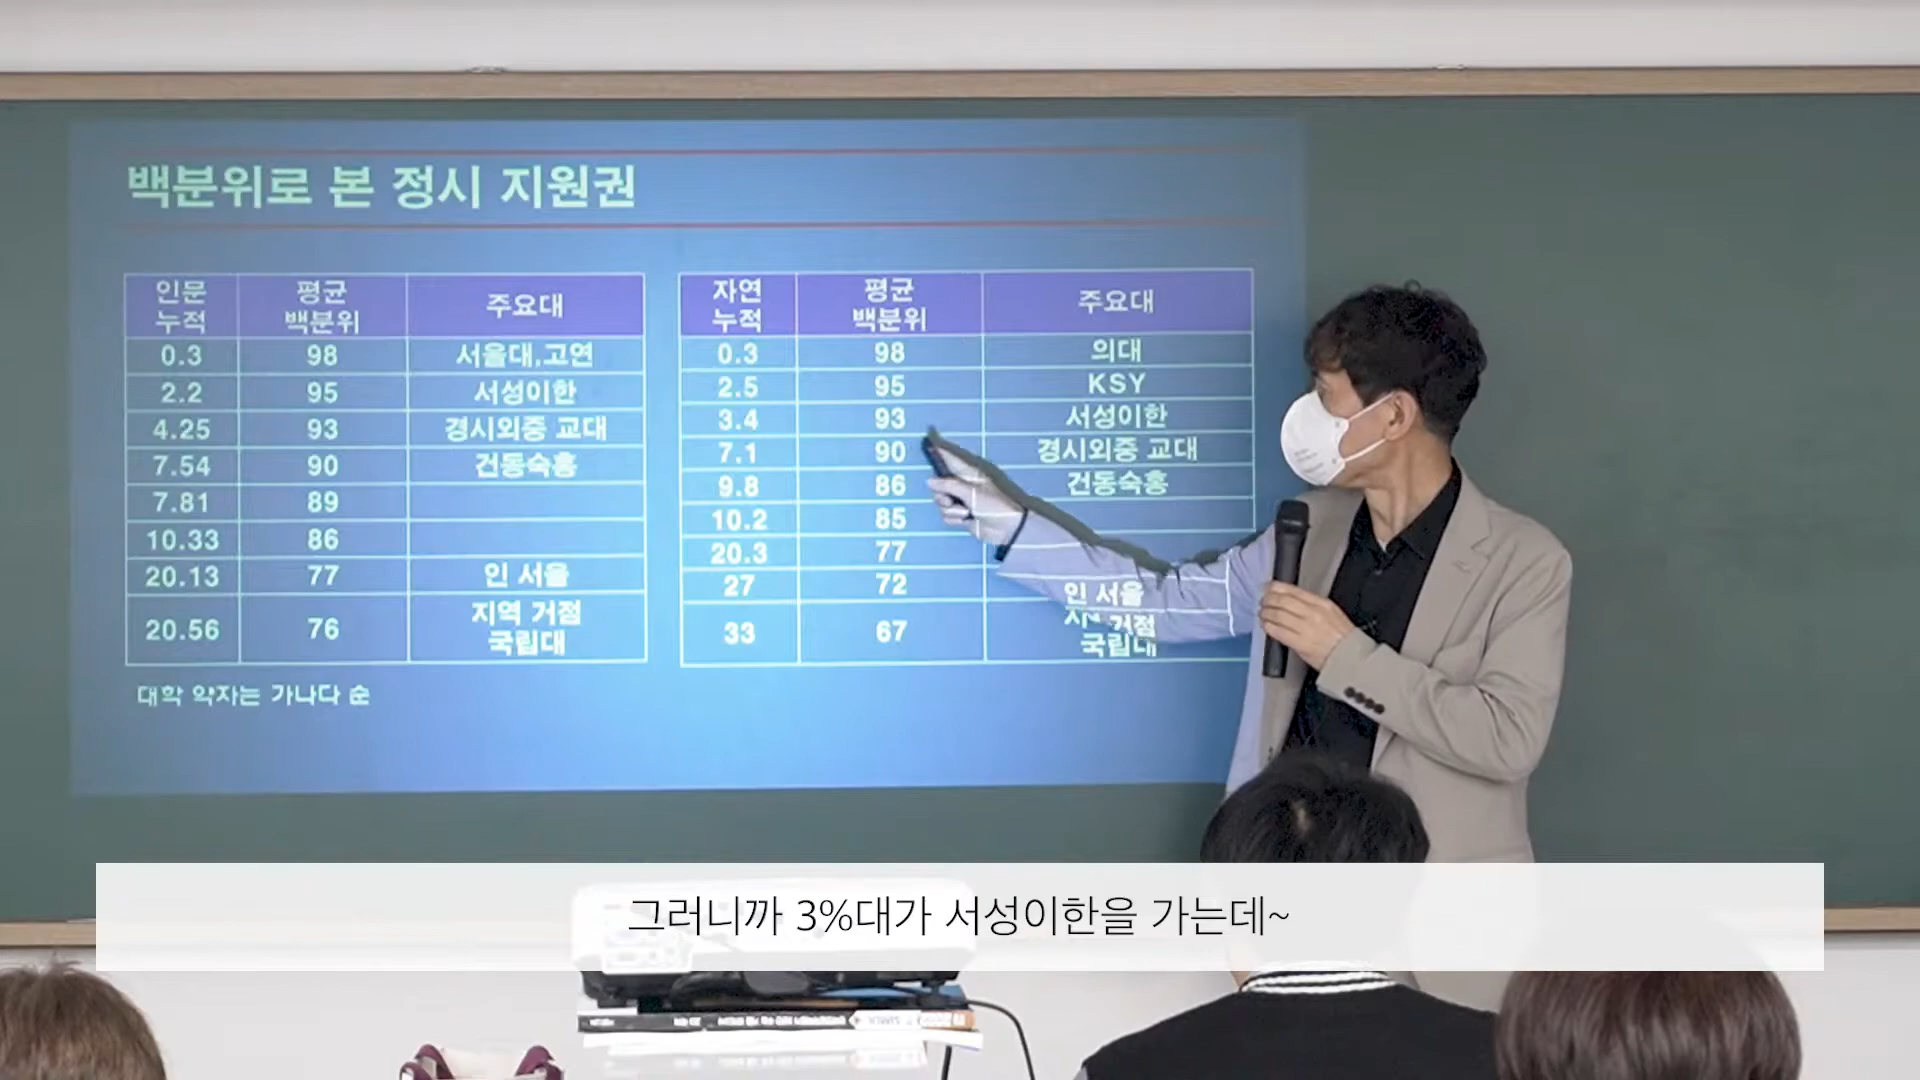 백분위로 본 정시 지원권
인문 누적 평균 백분위 주요대
0.3 98 서울대,고연
2.2 95 서성이한
4.25 93 경시외중 교대
7.54 90 건동숙홍
7.81 89
10.33 86
20.13 77 인 서울
20.56 76 지역 거점 국립대
자연 누적 평균 백분위 주요대
0.3 98 의대
2.5 95 KSY
3.4 93 서성이한
7.1 90 경시외중 교대
9.8 86 건동숙홍
10.2 85
20.3 77
27 72 인 서울
33 67 거점 국립대
대학 약자는 가나다 순
그러니까 3%대가 서성이한을 가는데~